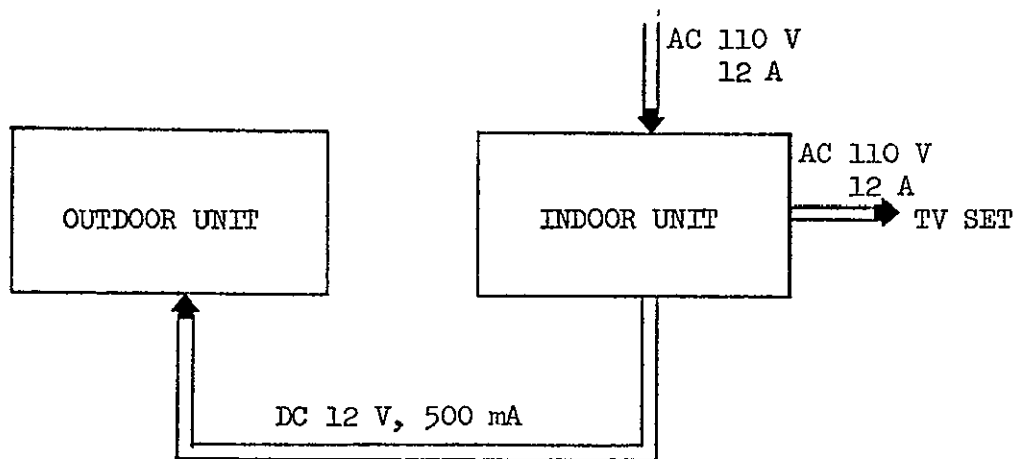 AC 110 V
12 A
OUTDOOR UNIT
INDOOR UNIT
AC 110 V
12 A
TV SET
DC 12 V, 500 mA